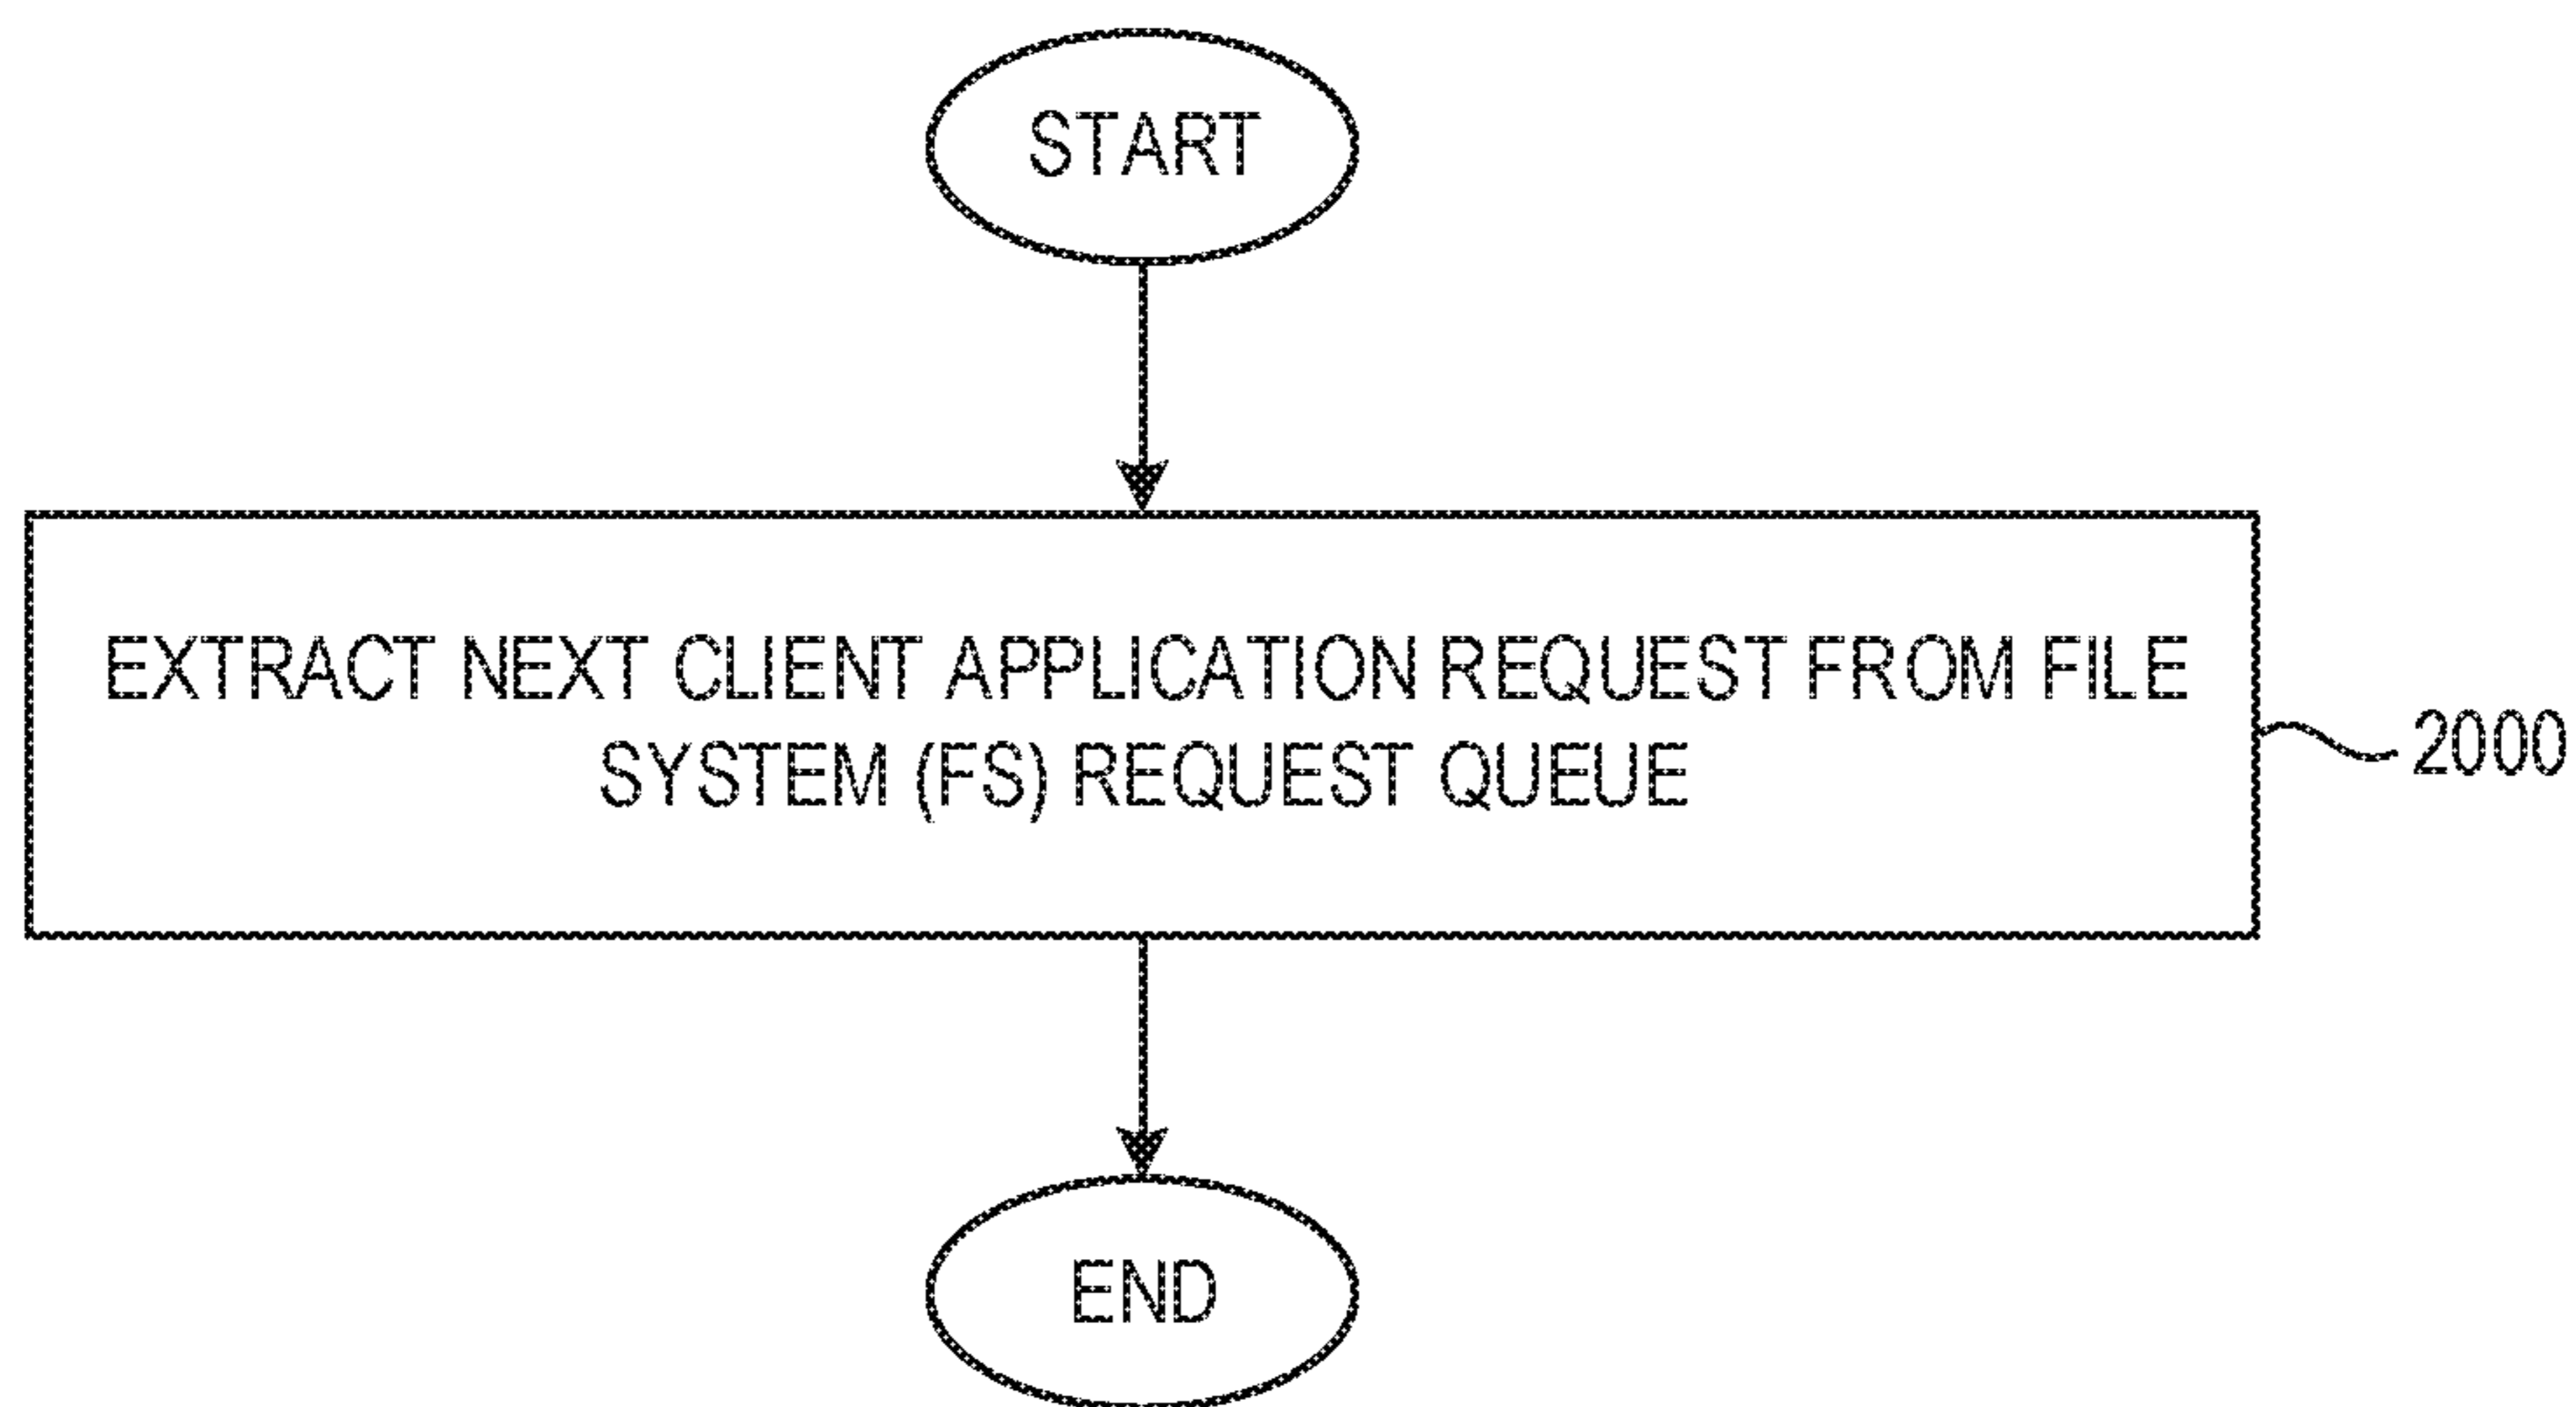 START
EXTRACT NEXT CLIENT APPLICATION REQUEST FROM FILE
SYSTEM (FS) REQUEST QUEUE
2000
END